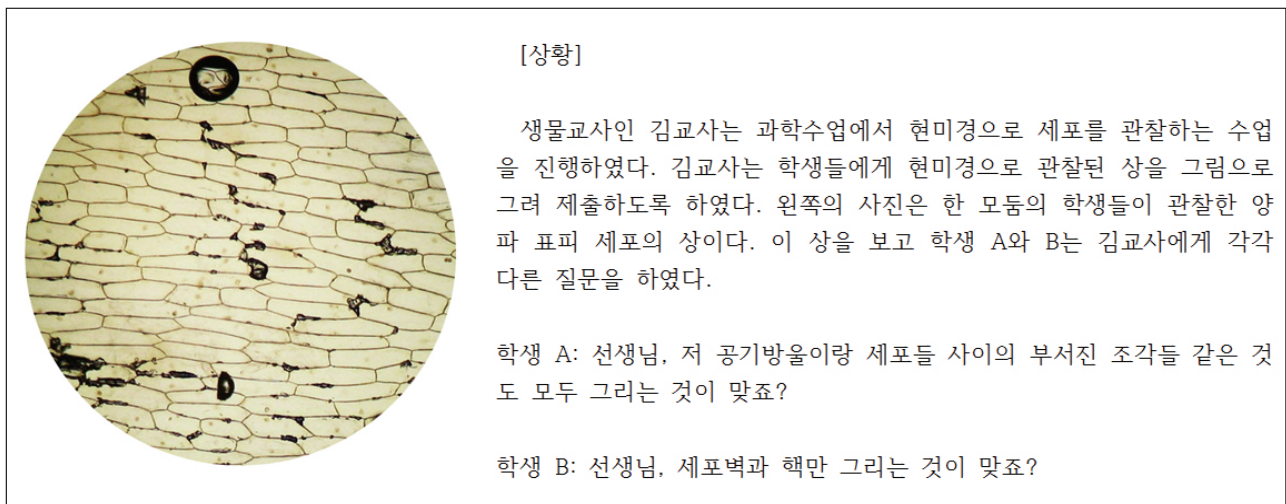 [상황]
생물교사인 김교사는 과학수업에서 현미경으로 세포를 관찰하는 수업
을 진행하였다. 김교사는 학생들에게 현미경으로 관찰된 상을 그림으로
그려 제출하도록 하였다. 왼쪽의 사진은 한 모둠의 학생들이 관찰한 양
파 표피 세포의 상이다. 이 상을 보고 학생 A와 B는 김교사에게 각각
다른 질문을 하였다.
학생 A: 선생님, 저 공기방울이랑 세포들 사이의 부서진 조각들 같은 것
도 모두 그리는 것이 맞죠?
학생 B: 선생님, 세포벽과 핵만 그리는 것이 맞죠?